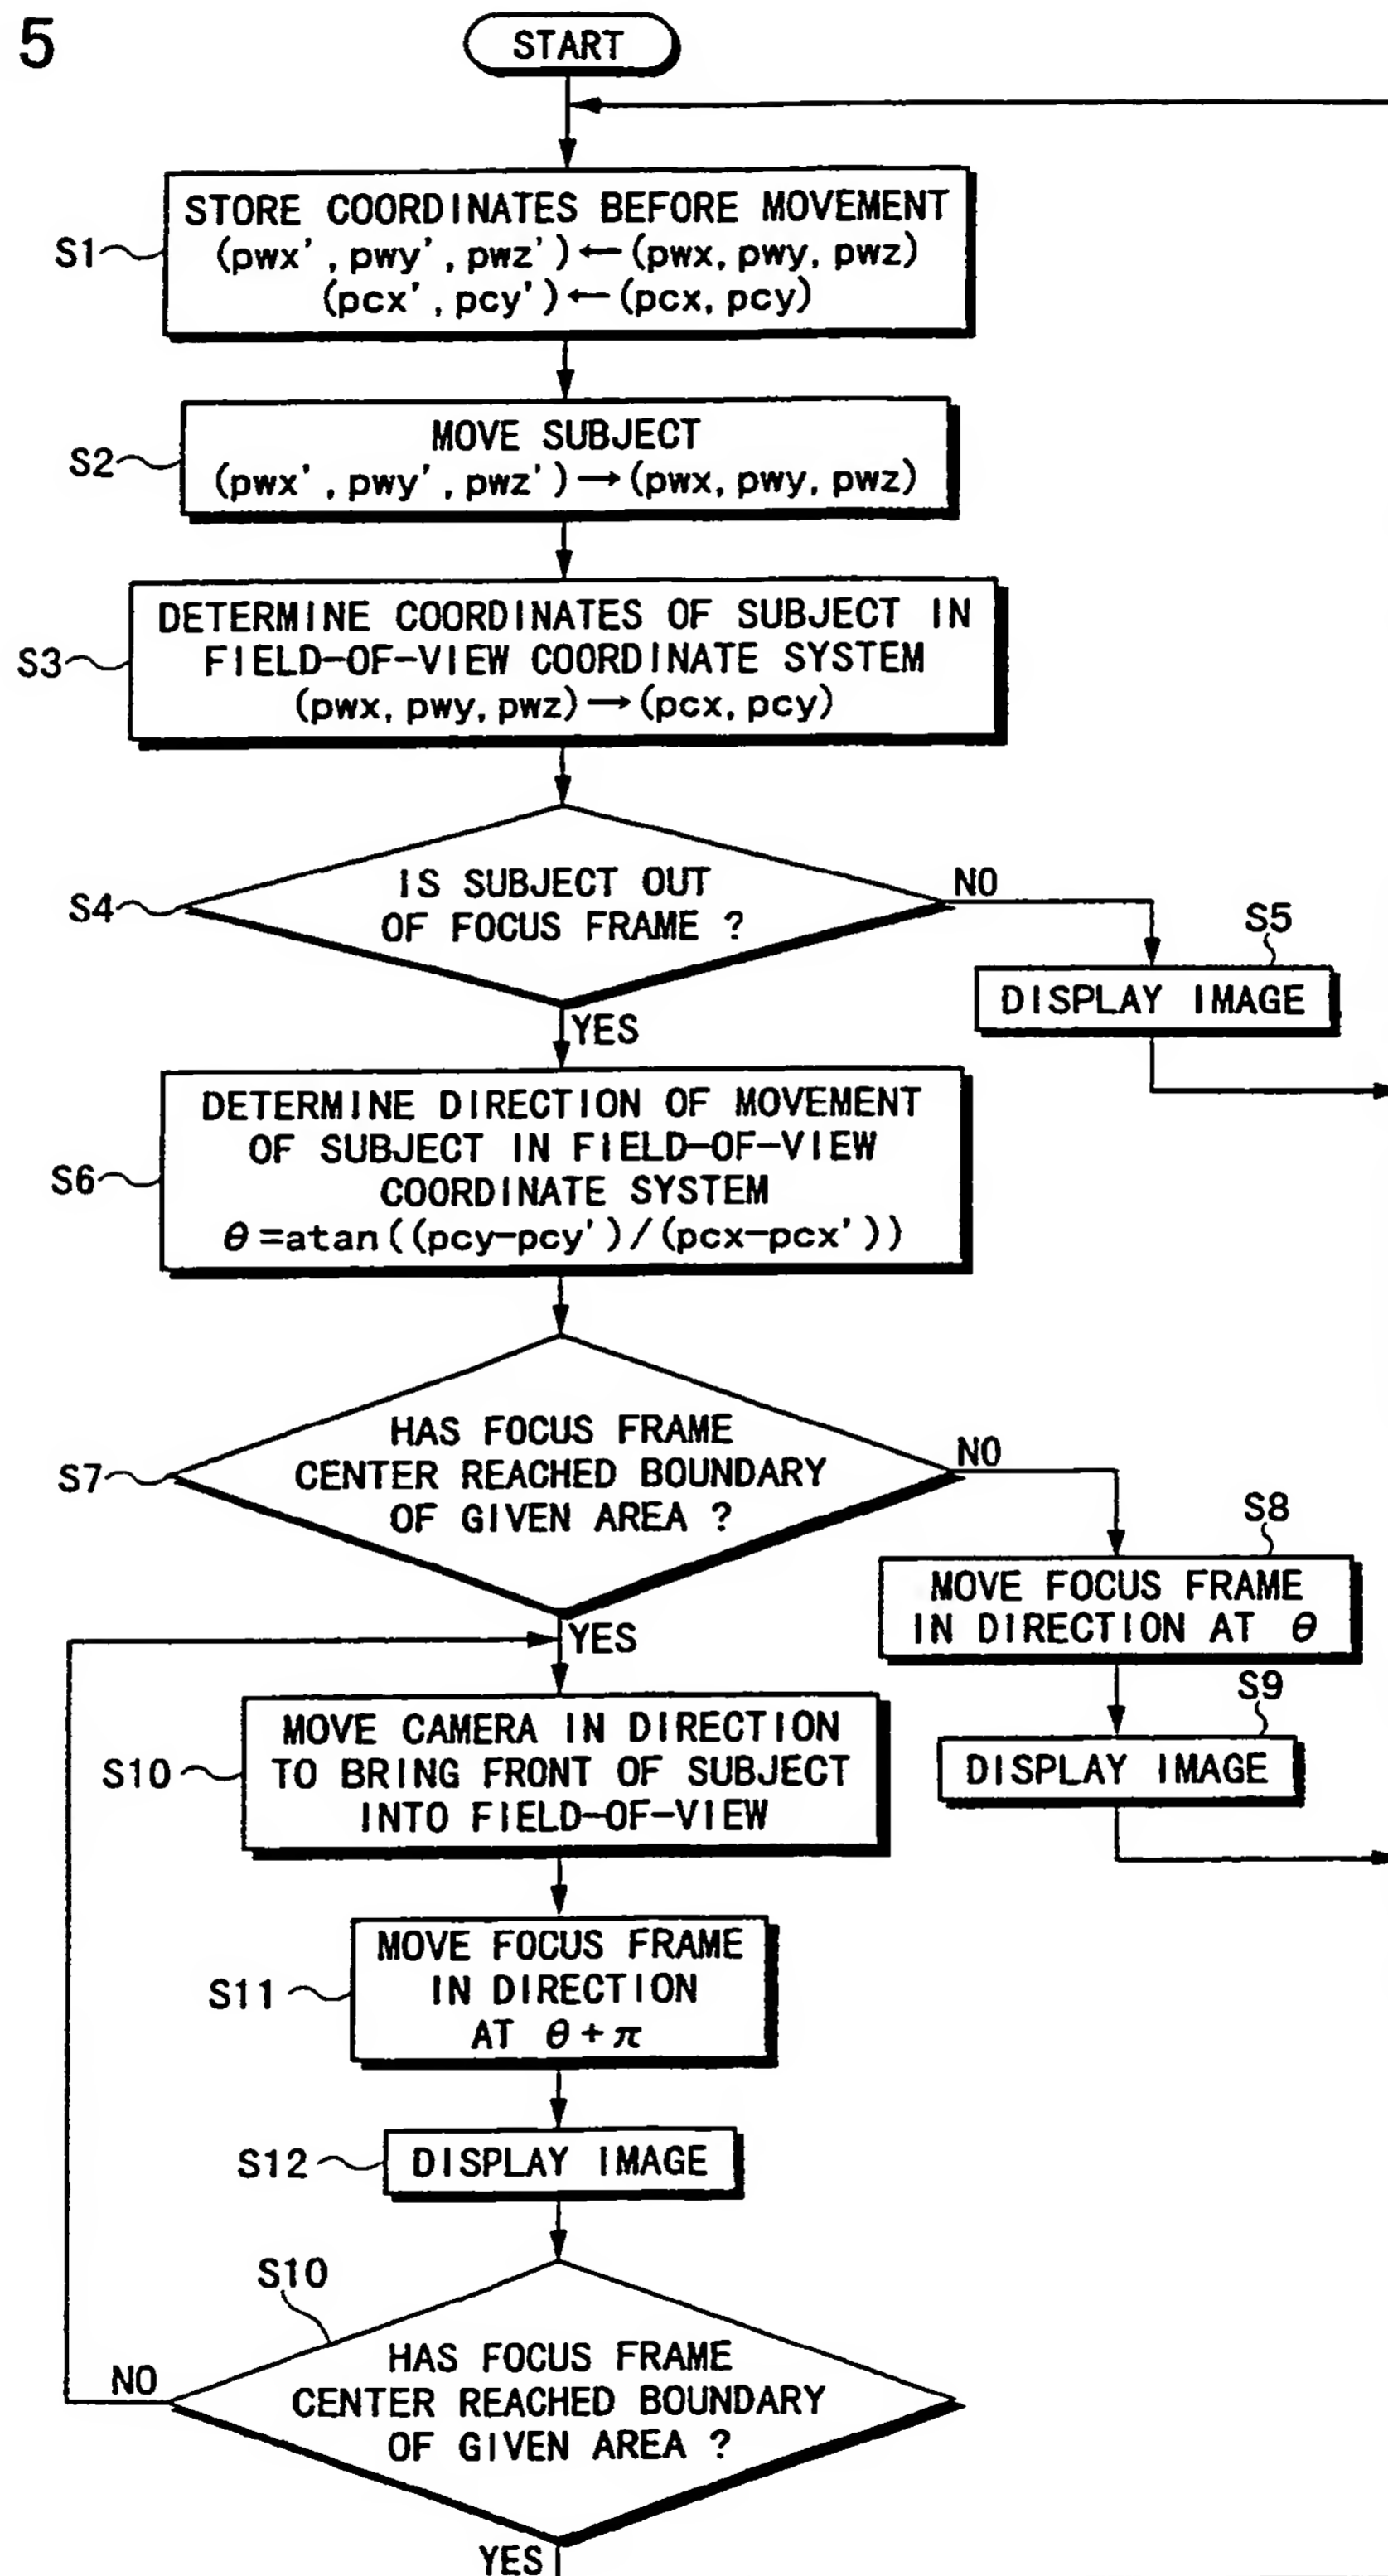 5
START
S1
STORE COORDINATES BEFORE MOVEMENT
(pwx', pwy', pwz')←(pwx, pwy, pwz)
(pcx', pcy')←(pcx, pcy)
S2
MOVE SUBJECT
(pwx', pwy', pwz')→(pwx, pwy, pwz)
S3
DETERMINE COORDINATES OF SUBJECT IN
FIELD-OF-VIEW COORDINATE SYSTEM
(pwx, pwy, pwz)→(pcx, pcy)
S4
IS SUBJECT OUT
OF FOCUS FRAME ?
NO
S5
DISPLAY IMAGE
YES
S6
DETERMINE DIRECTION OF MOVEMENT
OF SUBJECT IN FIELD-OF-VIEW
COORDINATE SYSTEM
θ=atan((pcy-pcy')/(pcx-pcx'))
S7
HAS FOCUS FRAME
CENTER REACHED BOUNDARY
OF GIVEN AREA ?
NO
S8
MOVE FOCUS FRAME
IN DIRECTION AT θ
S9
DISPLAY IMAGE
YES
S10
MOVE CAMERA IN DIRECTION
TO BRING FRONT OF SUBJECT
INTO FIELD-OF-VIEW
S11
MOVE FOCUS FRAME
IN DIRECTION
AT θ+π
S12
DISPLAY IMAGE
S10
HAS FOCUS FRAME
CENTER REACHED BOUNDARY
OF GIVEN AREA ?
NO
YES